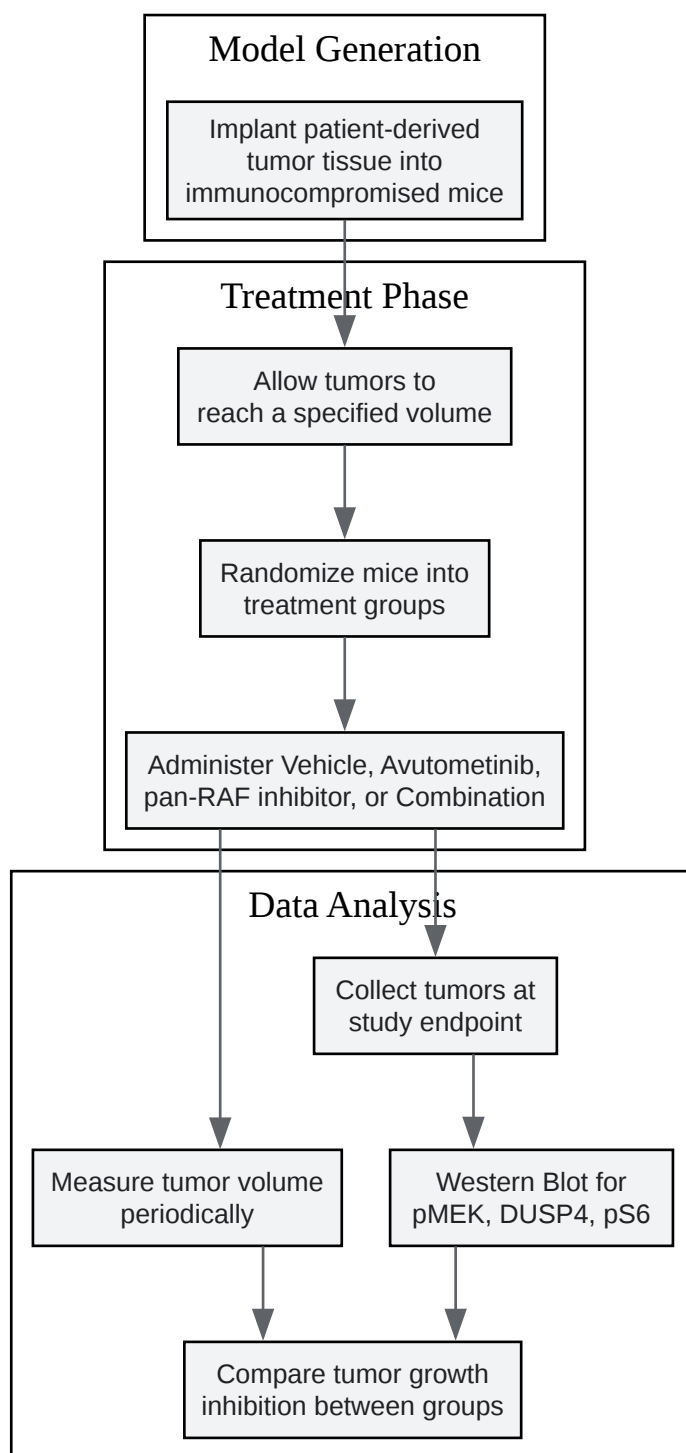 Model Generation
Implant patient-derived
tumor tissue into
immunocompromised mice
Treatment Phase
Allow tumors to
reach a specified volume
Randomize mice into
treatment groups
Administer Vehicle, Avutometinib,
pan-RAF inhibitor, or Combination
Data Analysis
Collect tumors at
study endpoint
Measure tumor volume
periodically
Western Blot for
pMEK, DUSP4, pS6
Compare tumor growth
inhibition between groups